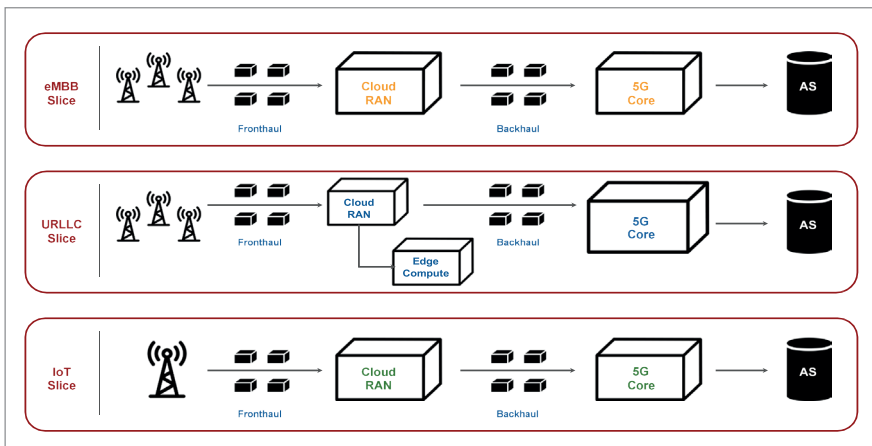 eMBB
Slice
Fronthaul
Cloud
RAN
Backhaul
5G
Core
AS
URLLC
Slice
Fronthaul
Cloud
RAN
Edge
Compute
Backhaul
5G
Core
AS
IoT
Slice
Fronthaul
Cloud
RAN
Backhaul
5G
Core
AS